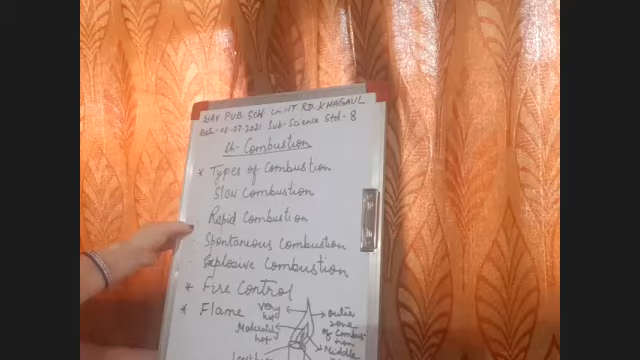 DAV PUB. SCH. CANTT RD. KHAGAUL
Date-08-07-2021 Sub-Science Std-8
Ch- Combustion
* Types of Combustion
Slow Combustion
Rapid Combustion
Spontaneous Combustion
Explosive Combustion
* Fire Control
* Flame
Very hot
Outer zone of combustion
Moderately hot
Middle